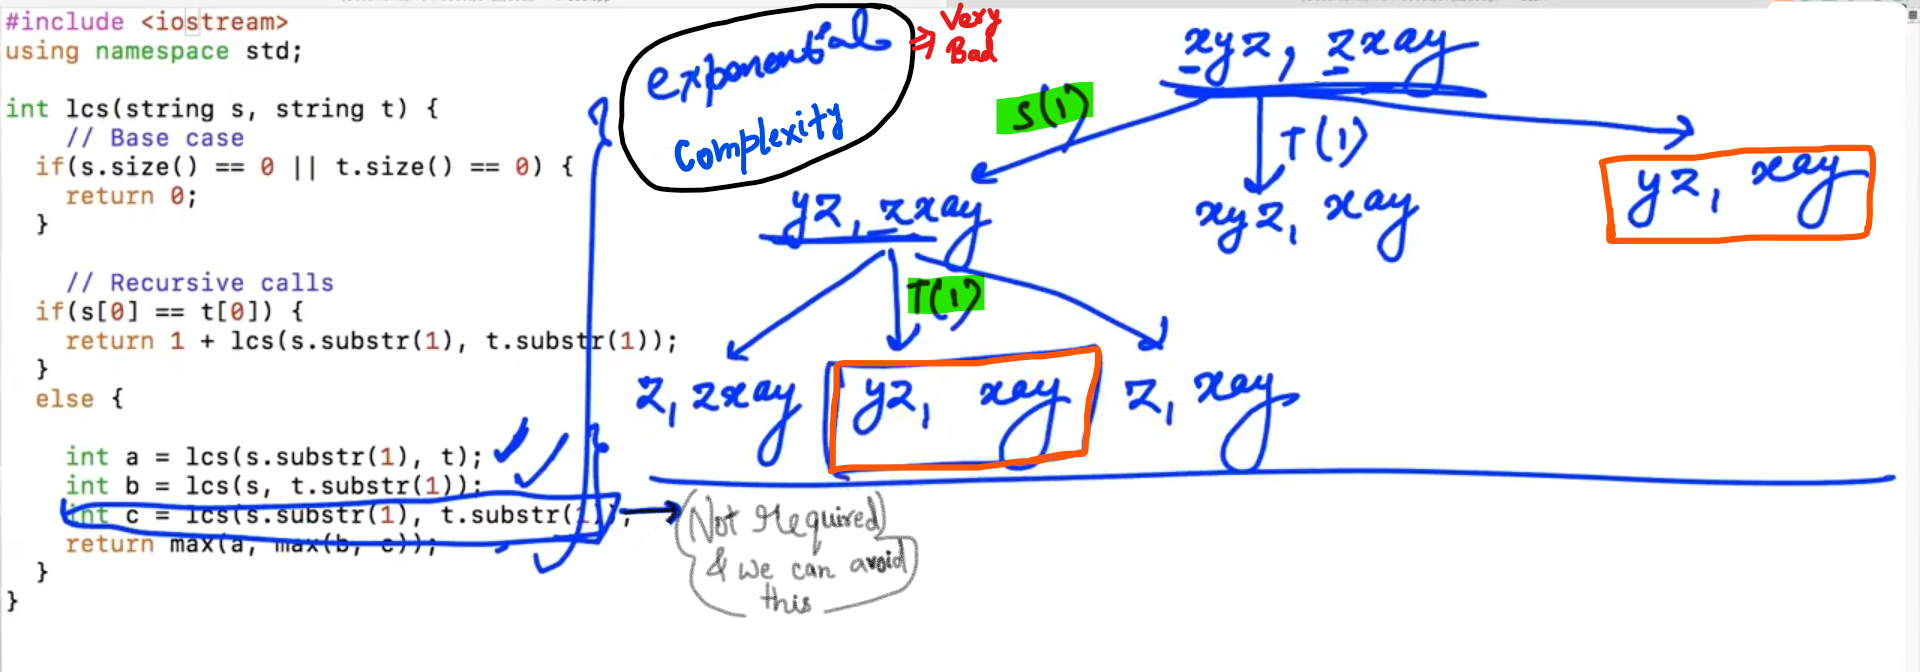 #include <iostream>
using namespace std;
int lcs(string s, string t) {
// Base case
if(s.size() == 0 || t.size() == 0) {
return 0;
}
// Recursive calls
if(s[0] == t[0]) {
return 1 + lcs(s.substr(1), t.substr(1));
}
else {
int a = lcs(s.substr(1), t);
int b = lcs(s, t.substr(1));
int c = lcs(s.substr(1), t.substr(1));
return max(a, max(b, c));
}
}
exponential
complexity
⇒ Very
Bad
xyz, zxay
S(1)
T(1)
yz, zxay
xyz, xay
yz, xay
T(1)
z, zxay
yz, xay
z, xay
Not Required
& we can avoid
this